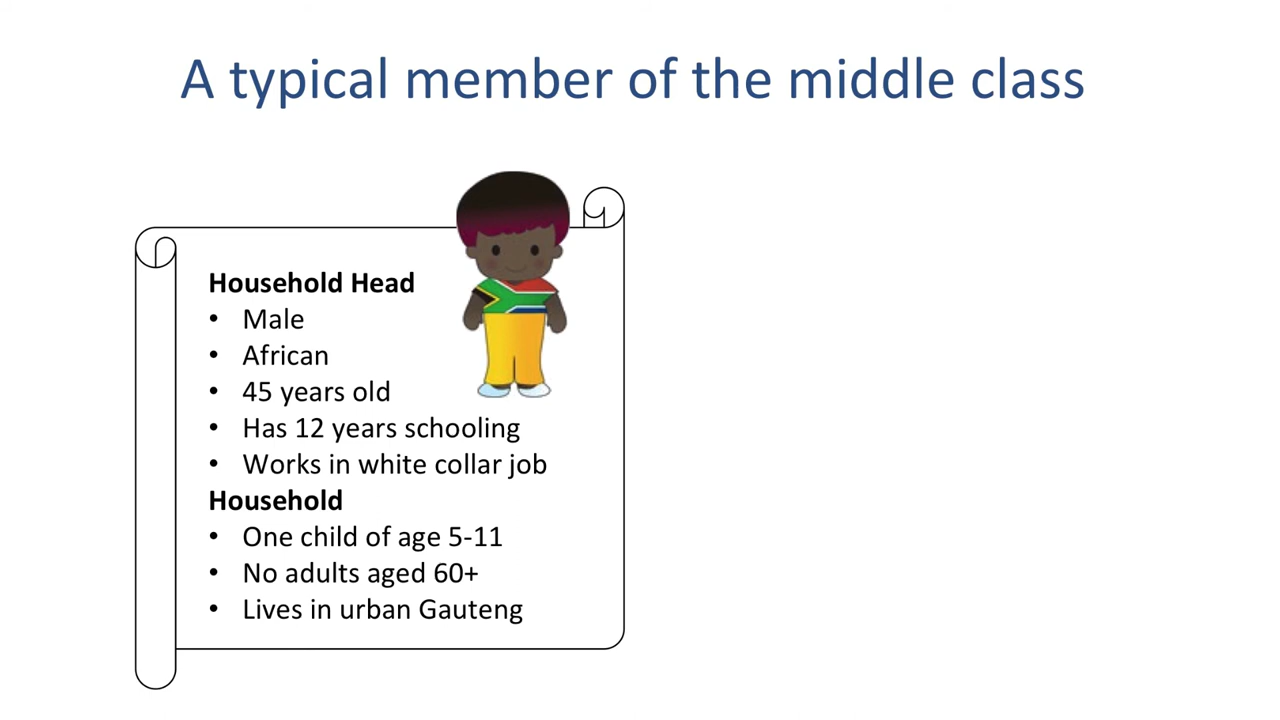 A typical member of the middle class
Household Head
• Male
• African
• 45 years old
• Has 12 years schooling
• Works in white collar job
Household
• One child of age 5-11
• No adults aged 60+
• Lives in urban Gauteng